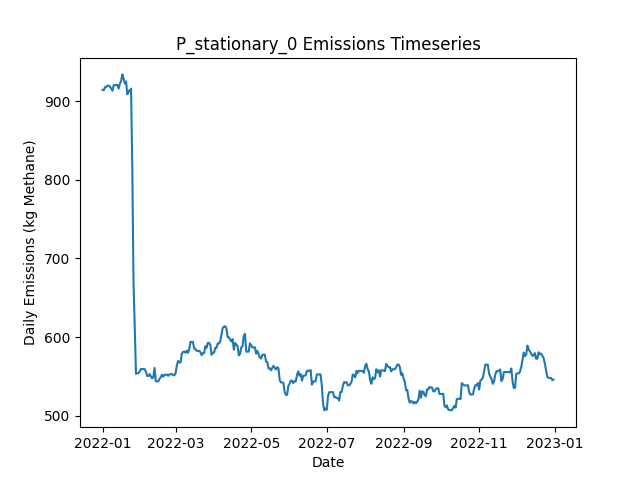 P_stationary_0 Emissions Timeseries
Daily Emissions (kg Methane)
900
800
700
600
500
2022-01 2022-03 2022-05 2022-07 2022-09 2022-11 2023-01
Date